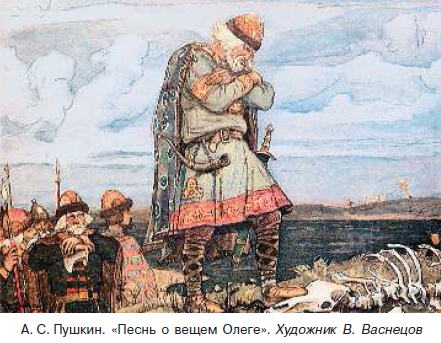 А. С. Пушкин. «Песнь о вещем Олеге». Художник В. Васнецов